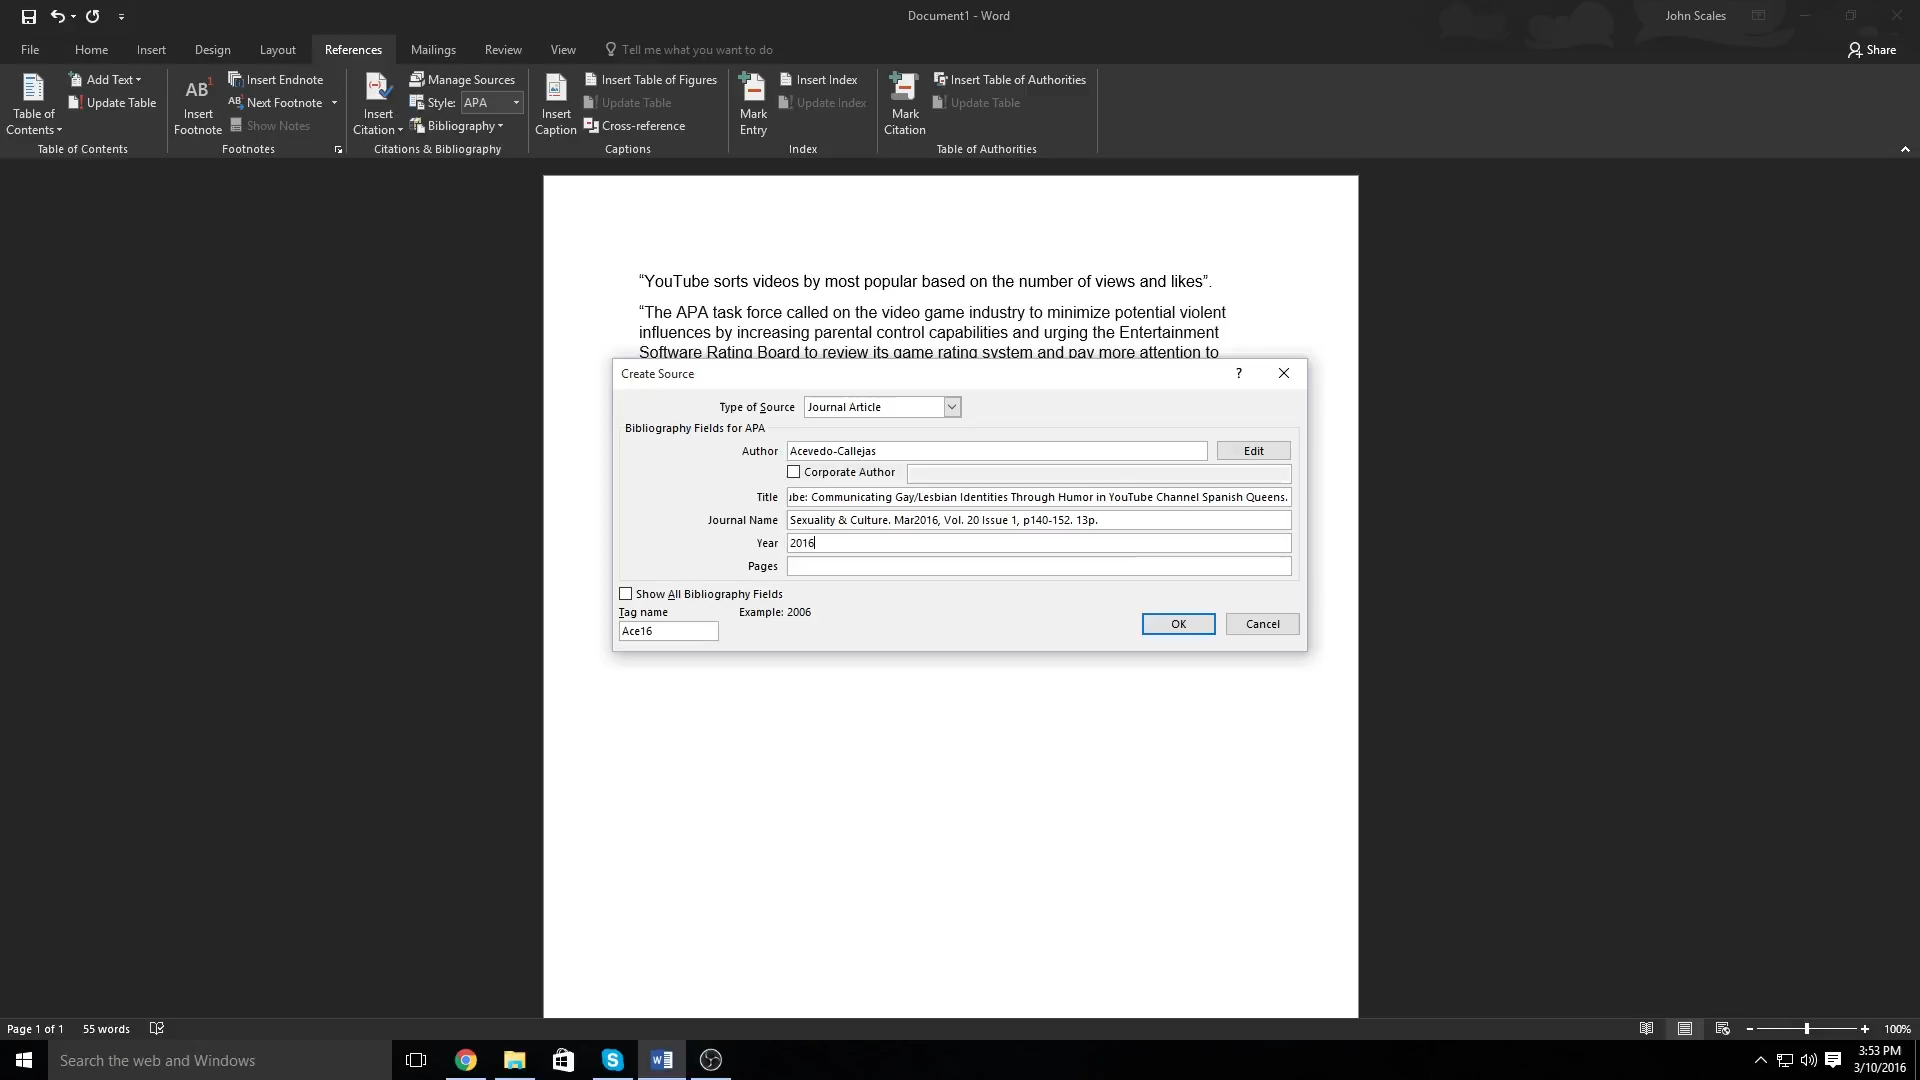 Document1 - Word
John Scales
File Home Insert Design Layout References Mailings Review View Tell me what you want to do
Share
Table of Contents
Add Text
Update Table
Table of Contents
AB1
Insert Footnote
Insert Endnote
AB1 Next Footnote
Show Notes
Footnotes
Insert Citation
Manage Sources
Style: APA
Bibliography
Citations & Bibliography
Insert Caption
Insert Table of Figures
Update Table
Cross-reference
Captions
Mark Entry
Insert Index
Update Index
Index
Mark Citation
Insert Table of Authorities
Update Table
Table of Authorities
“YouTube sorts videos by most popular based on the number of views and likes”.
“The APA task force called on the video game industry to minimize potential violent
influences by increasing parental control capabilities and urging the Entertainment
Software Rating Board to review its game rating system and pay more attention to
Create Source
?
Type of Source Journal Article
Bibliography Fields for APA
Author Acevedo-Callejas Edit
Corporate Author
Title ube: Communicating Gay/Lesbian Identities Through Humor in YouTube Channel Spanish Queens.
Journal Name Sexuality & Culture. Mar2016, Vol. 20 Issue 1, p140-152. 13p.
Year 2016
Pages
Show All Bibliography Fields
Tag name Example: 2006
Ace16
OK Cancel
Page 1 of 1 55 words
100%
Search the web and Windows
3:53 PM
3/10/2016